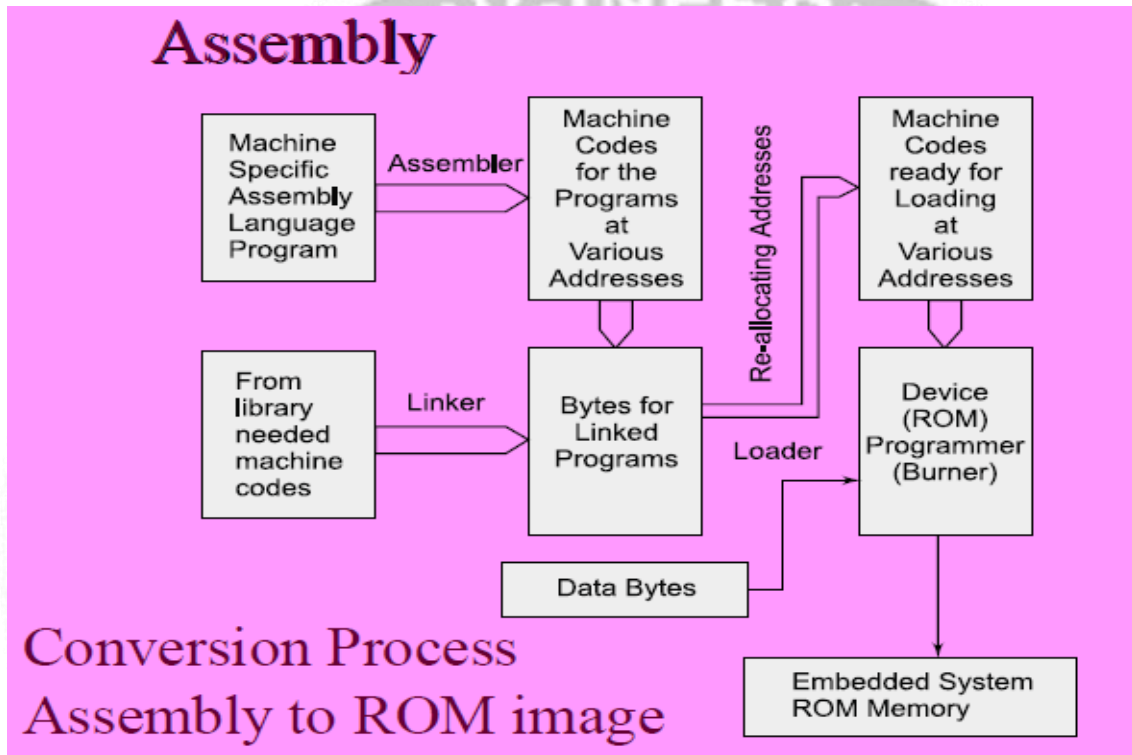 Assembly
Machine
Specific
Assembly
Language
Program
Assembler
Machine
Codes
for the
Programs
at
Various
Addresses
Re-allocating Addresses
Machine
Codes
ready for
Loading
at
Various
Addresses
From
library
needed
machine
codes
Linker
Bytes for
Linked
Programs
Loader
Device
(ROM)
Programmer
(Burner)
Data Bytes
Embedded System
ROM Memory
Conversion Process
Assembly to ROM image